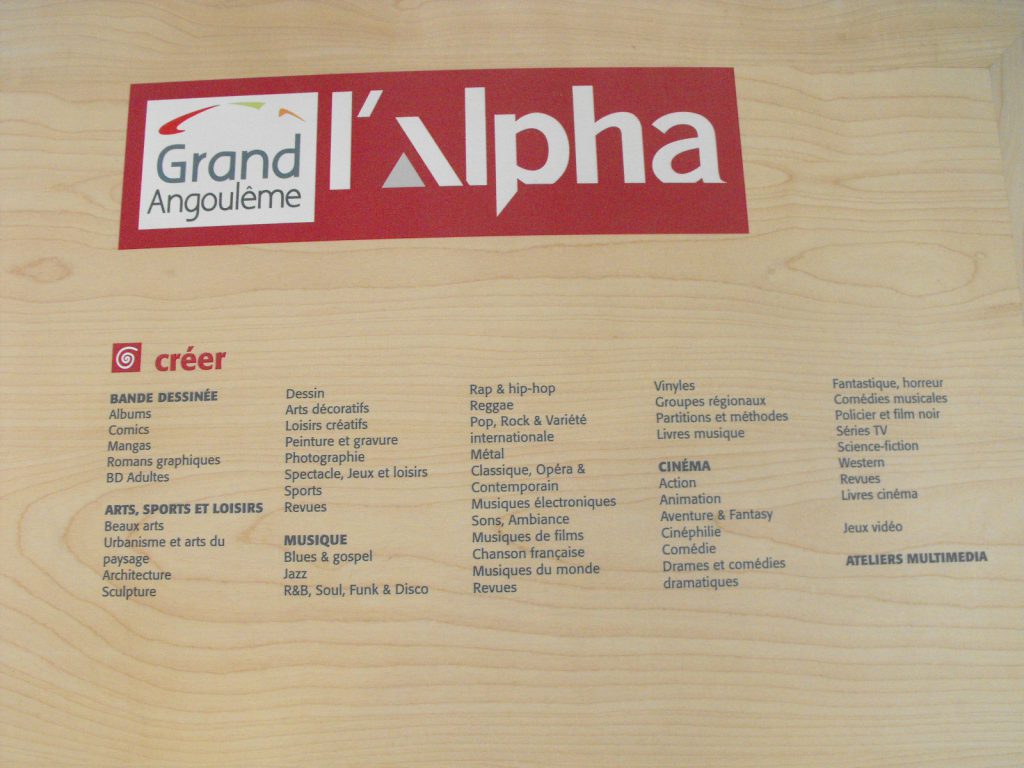 Grand
Angoulême
l'Alpha
créer
BANDE DESSINÉE
Albums
Comics
Mangas
Romans graphiques
BD Adultes
ARTS, SPORTS ET LOISIRS
Beaux arts
Urbanisme et arts du
paysage
Architecture
Sculpture
Dessin
Arts décoratifs
Loisirs créatifs
Peinture et gravure
Photographie
Spectacle, Jeux et loisirs
Sports
Revues
MUSIQUE
Blues & gospel
Jazz
R&B, Soul, Funk & Disco
Rap & hip-hop
Reggae
Pop, Rock & Variété
internationale
Métal
Classique, Opéra &
Contemporain
Musiques électroniques
Sons, Ambiance
Musiques de films
Chanson française
Musiques du monde
Revues
Vinyles
Groupes régionaux
Partitions et méthodes
Livres musique
CINÉMA
Action
Animation
Aventure & Fantasy
Cinéphilie
Comédie
Drames et comédies
dramatiques
Fantastique, horreur
Comédies musicales
Policier et film noir
Séries TV
Science-fiction
Western
Revues
Livres cinéma
Jeux vidéo
ATELIERS MULTIMEDIA